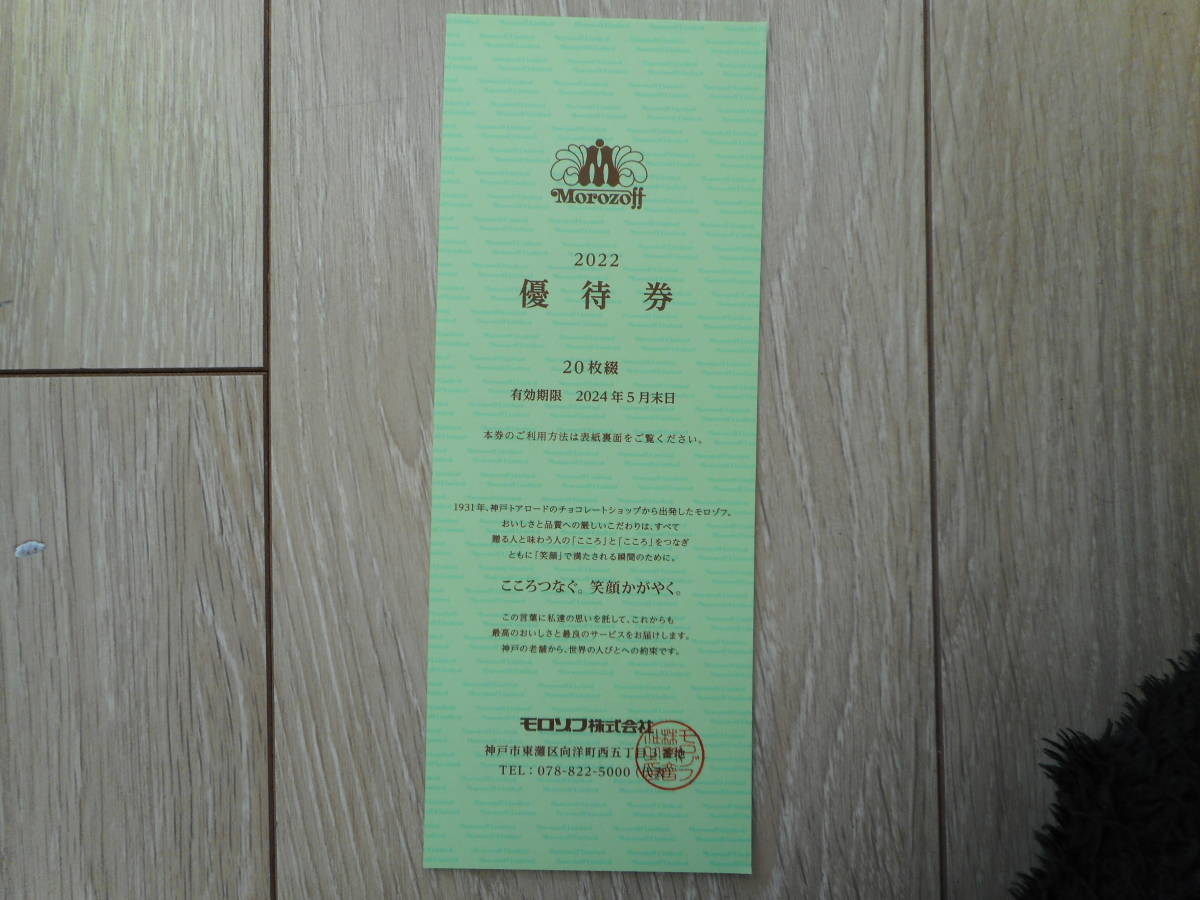 Morozoff
2022
優待券
20枚綴
有効期限 2024年5月末日
本券のご利用方法は表紙裏面をご覧ください。
1931年、神戸トアロードのチョコレートショップから出発したモロゾフ。
おいしさと品質への厳しいこだわりは、すべて
贈る人と味わう人の「こころ」と「こころ」をつなぎ
ともに「笑顔」で満たされる瞬間のために。
こころつなぐ。笑顔かがやく。
この言葉に私達の思いを託して、これからも
最高のおいしさと最良のサービスをお届けします。
神戸の老舗から、世界の人びとへの約束です。
モロゾフ株式会社
神戸市東灘区向洋町西五丁目3番地
TEL：078-822-5000（代表）